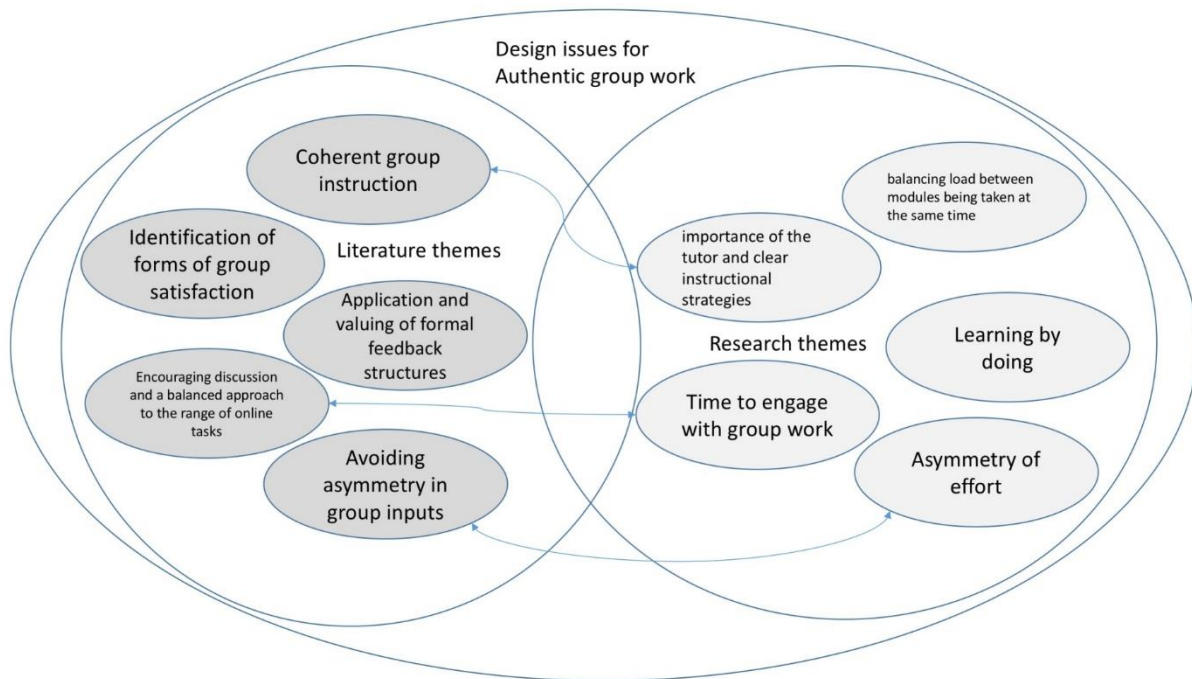 Design issues for
Authentic group work
Coherent group
instruction
Identification of
forms of group
satisfaction
Literature themes
Application and
valuing of formal
feedback
structures
Encouraging discussion
and a balanced approach
to the range of online
tasks
Avoiding
asymmetry in
group inputs
balancing load between
modules being taken at
the same time
importance of the
tutor and clear
instructional
strategies
Research themes
Learning by
doing
Time to engage
with group work
Asymmetry of
effort